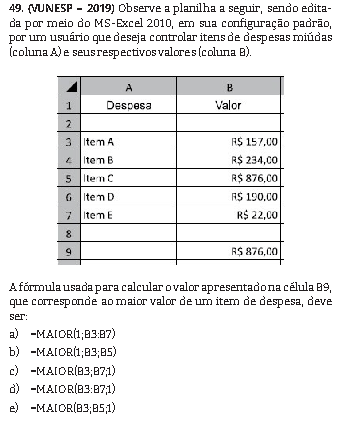 49. (VUNESP – 2019) Observe a planilha a seguir, sendo edita-
da por meio do MS-Excel 2010, em sua configuração padrão,
por um usuário que deseja controlar itens de despesas miúdas
(coluna A) e seus respectivos valores (coluna B).
A B
1 Despesa Valor
2
3 Item A R$ 157,00
4 Item B R$ 234,00
5 Item C R$ 876,00
6 Item D R$ 190,00
7 Item E R$ 22,00
8
9 R$ 876,00
A fórmula usada para calcular o valor apresentado na célula B9,
que corresponde ao maior valor de um item de despesa, deve
ser:
a) =MAIOR(1;B3:B7)
b) =MAIOR(1;B3;B5)
c) =MAIOR(B3;B7;1)
d) =MAIOR(B3:B7;1)
e) =MAIOR(B3;B5;1)